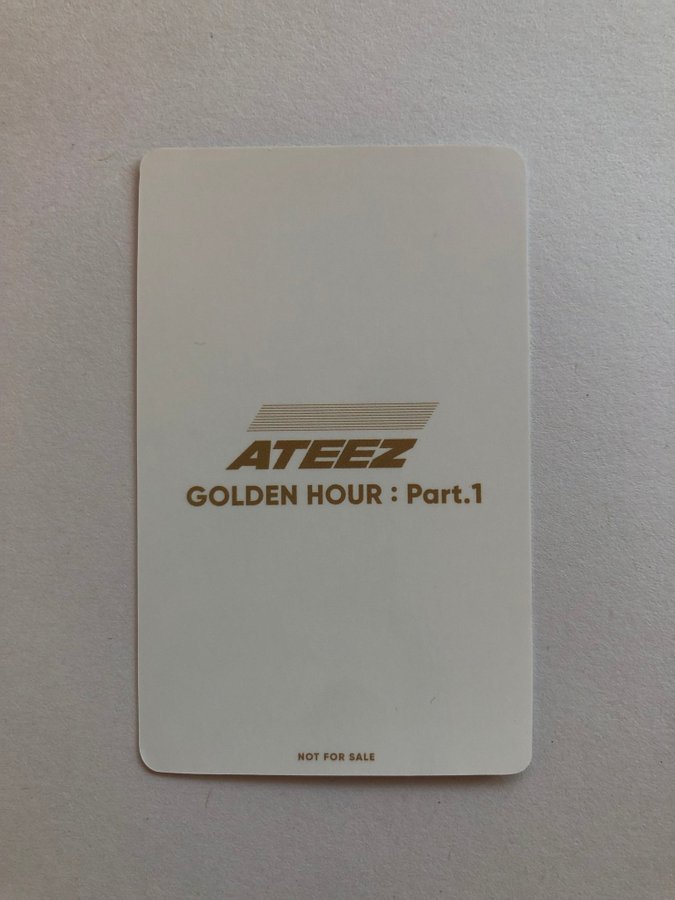 ATEEZ
GOLDEN HOUR : Part.1
NOT FOR SALE